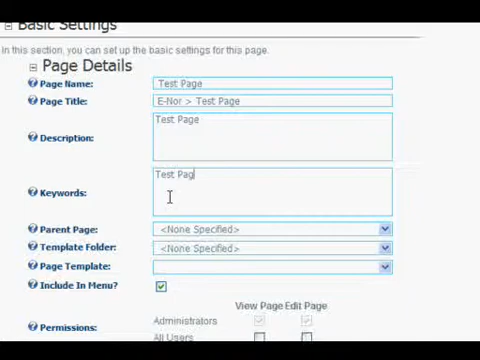 Basic Settings
In this section, you can set up the basic settings for this page.
Page Details
Page Name: Test Page
Page Title: E-Nor > Test Page
Description: Test Page
Keywords: Test Pag
Parent Page: <None Specified>
Template Folder: <None Specified>
Page Template:
Include In Menu?
View Page Edit Page
Permissions: Administrators
All Users